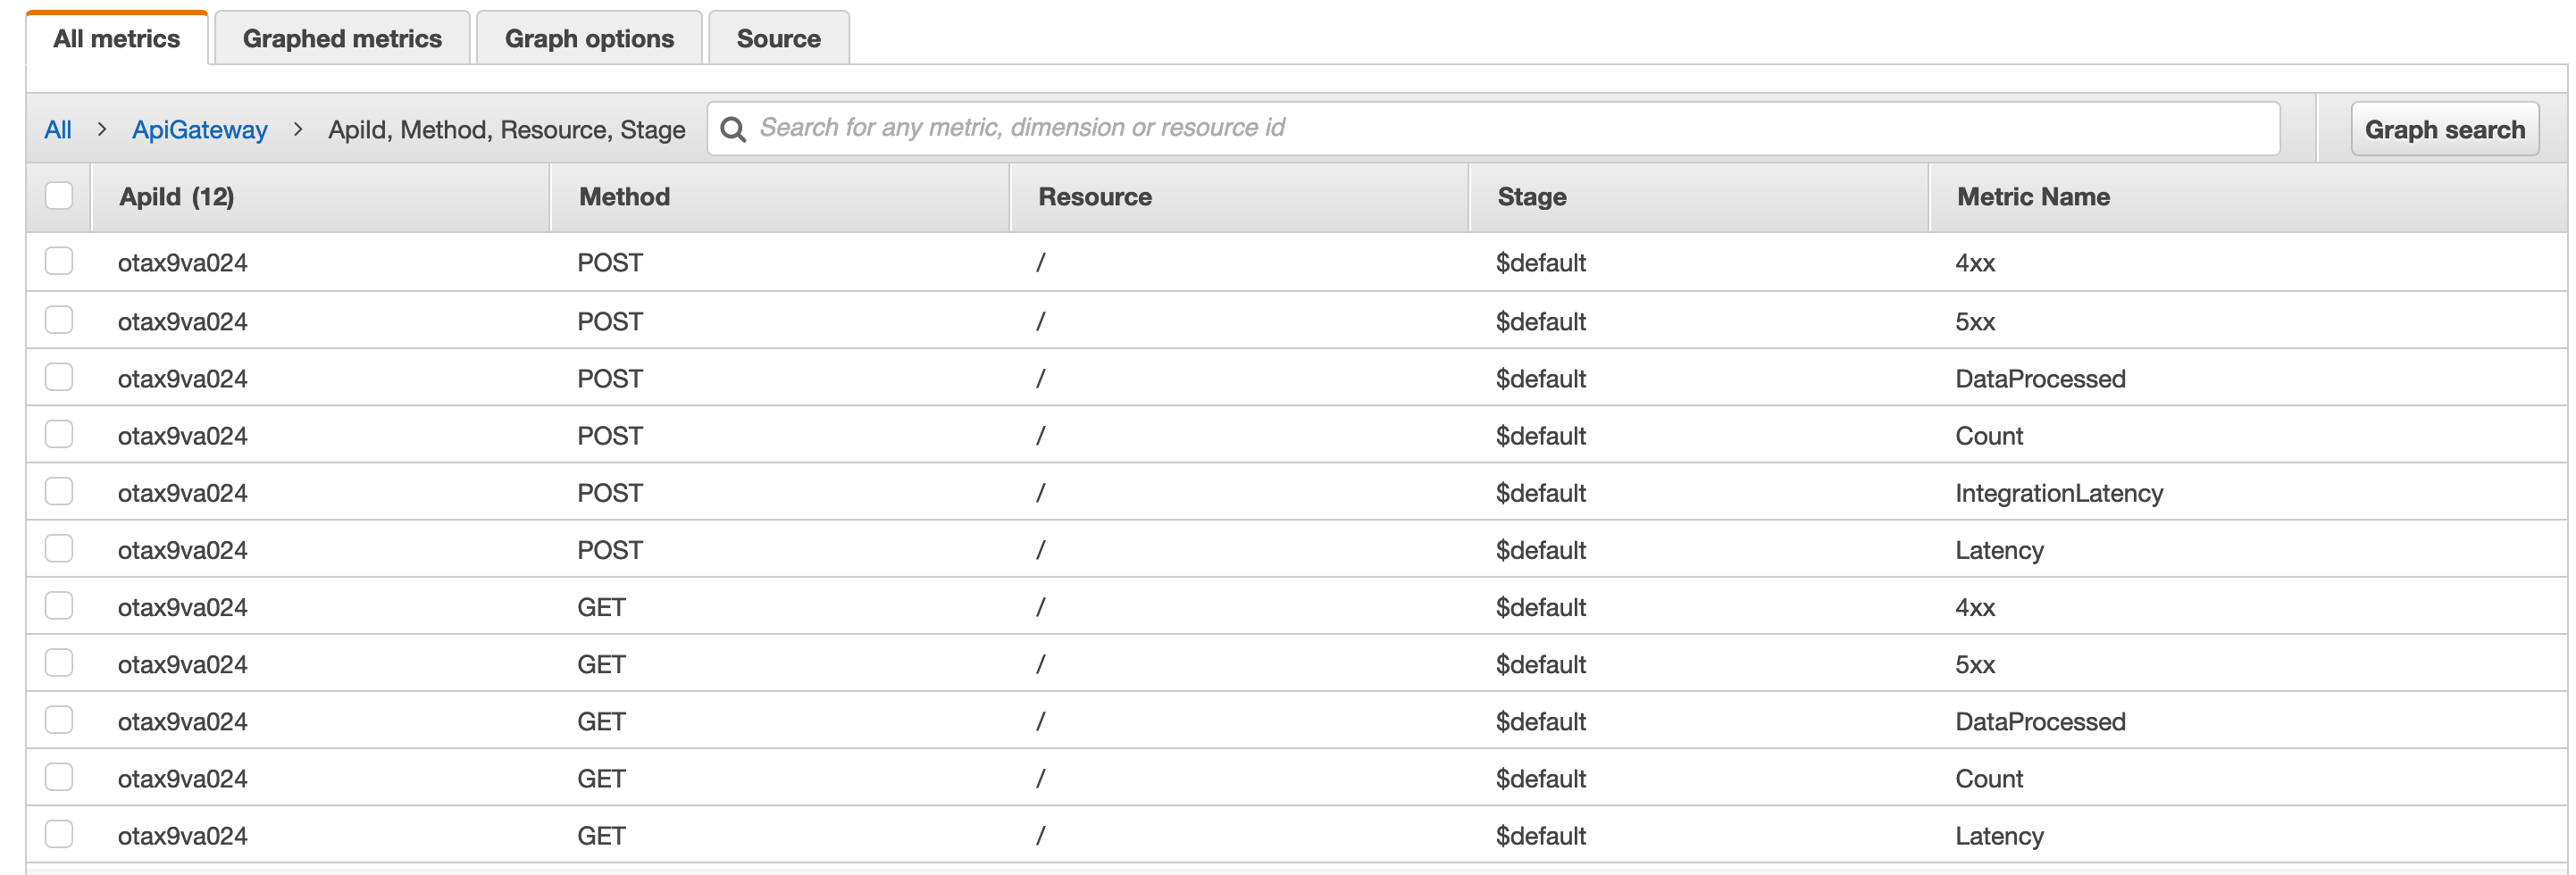 All metrics Graphed metrics Graph options Source
All > ApiGateway > ApiId, Method, Resource, Stage Search for any metric, dimension or resource id Graph search
ApiId (12) Method Resource Stage Metric Name
otax9va024 POST / $default 4xx
otax9va024 POST / $default 5xx
otax9va024 POST / $default DataProcessed
otax9va024 POST / $default Count
otax9va024 POST / $default IntegrationLatency
otax9va024 POST / $default Latency
otax9va024 GET / $default 4xx
otax9va024 GET / $default 5xx
otax9va024 GET / $default DataProcessed
otax9va024 GET / $default Count
otax9va024 GET / $default Latency